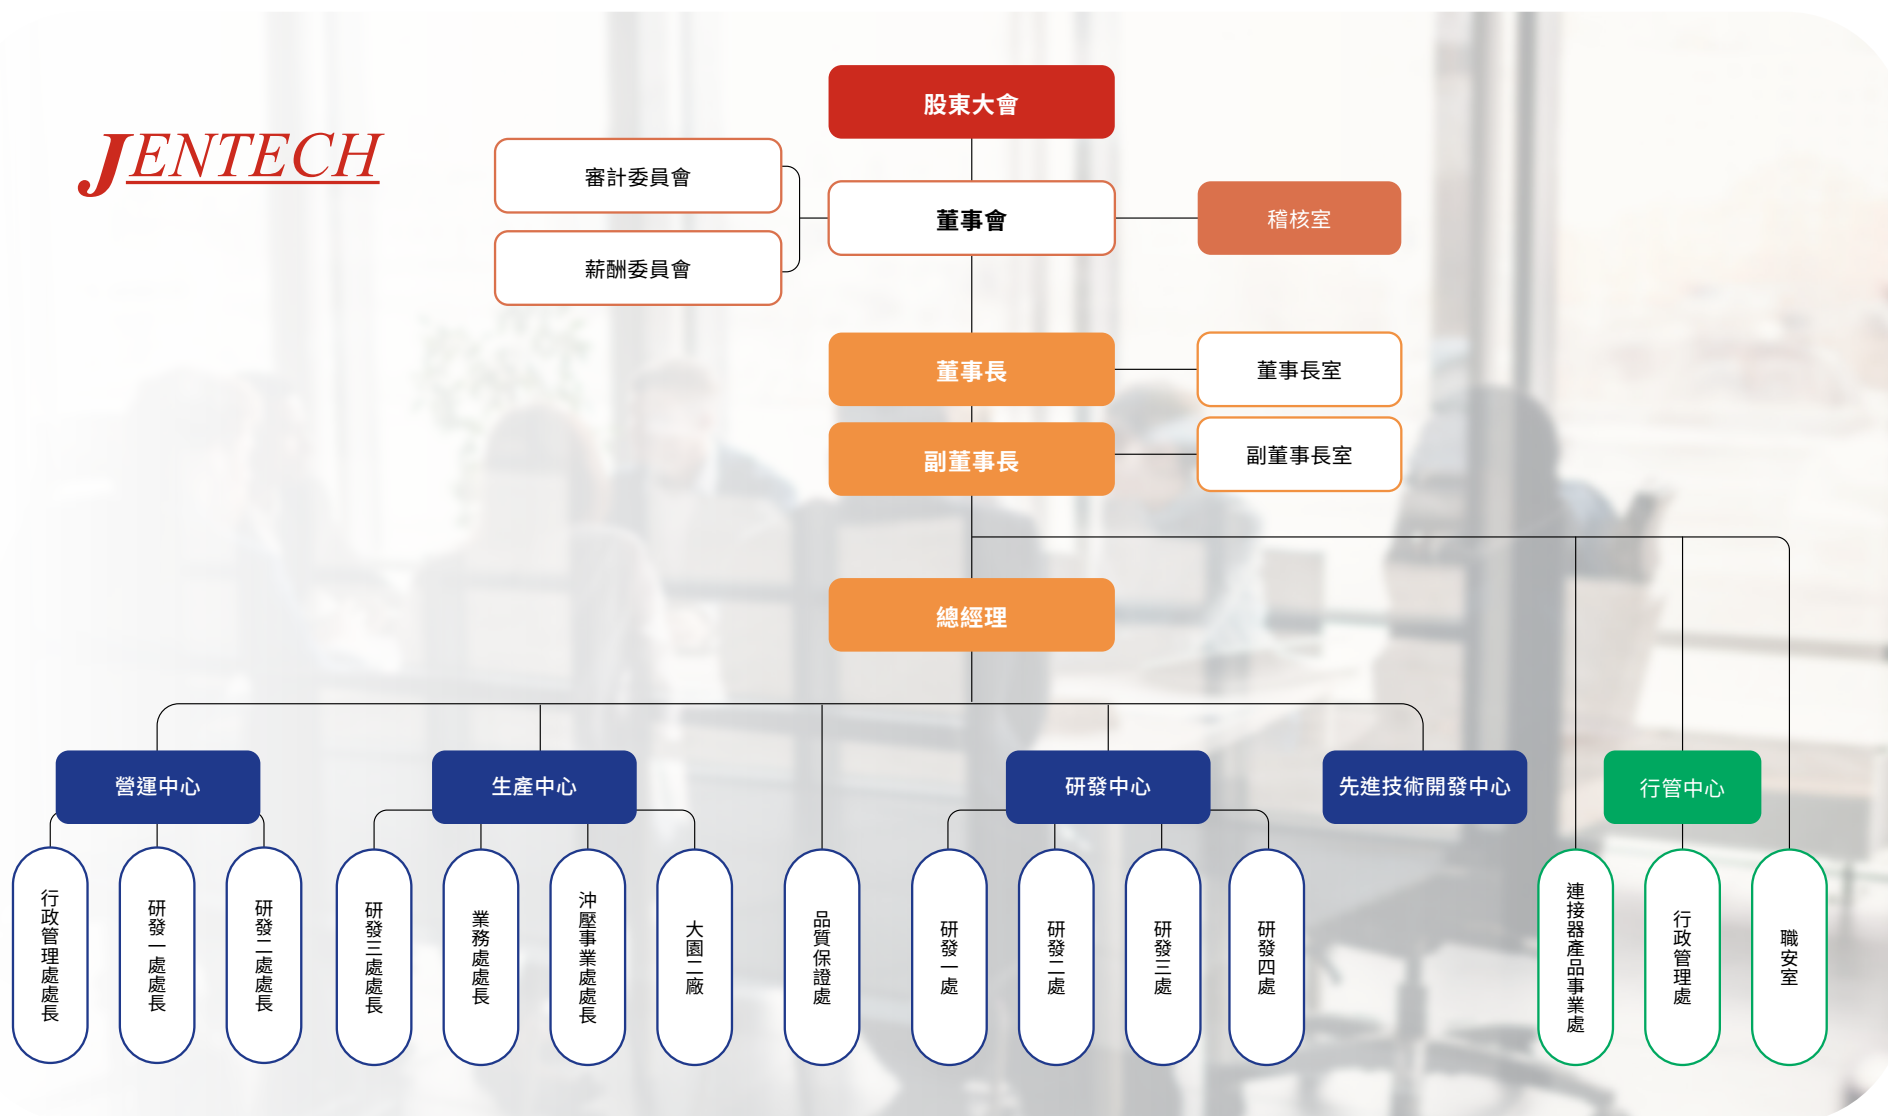 JENTECH
股東大會
審計委員會
董事會
稽核室
薪酬委員會
董事長
董事長室
副董事長
副董事長室
總經理
營運中心
生產中心
研發中心
先進技術開發中心
行管中心
行政管理處處長
研發一處處長
研發二處處長
研發三處處長
業務處處長
沖壓事業處處長
大園二廠
品質保證處
研發一處
研發二處
研發三處
研發四處
連接器產品事業處
行政管理處
職安室